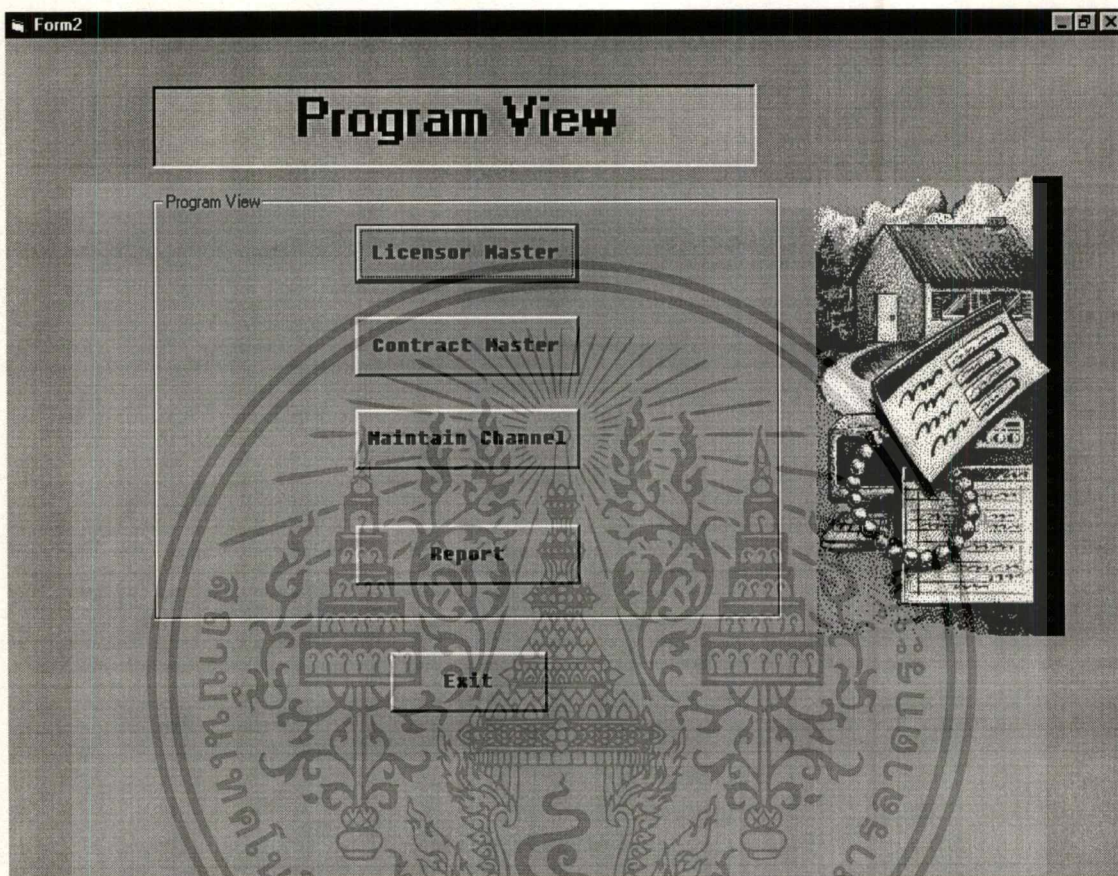 Form2
Program View
Program View
Licensor Master
Contract Master
Maintain Channel
Report
Exit